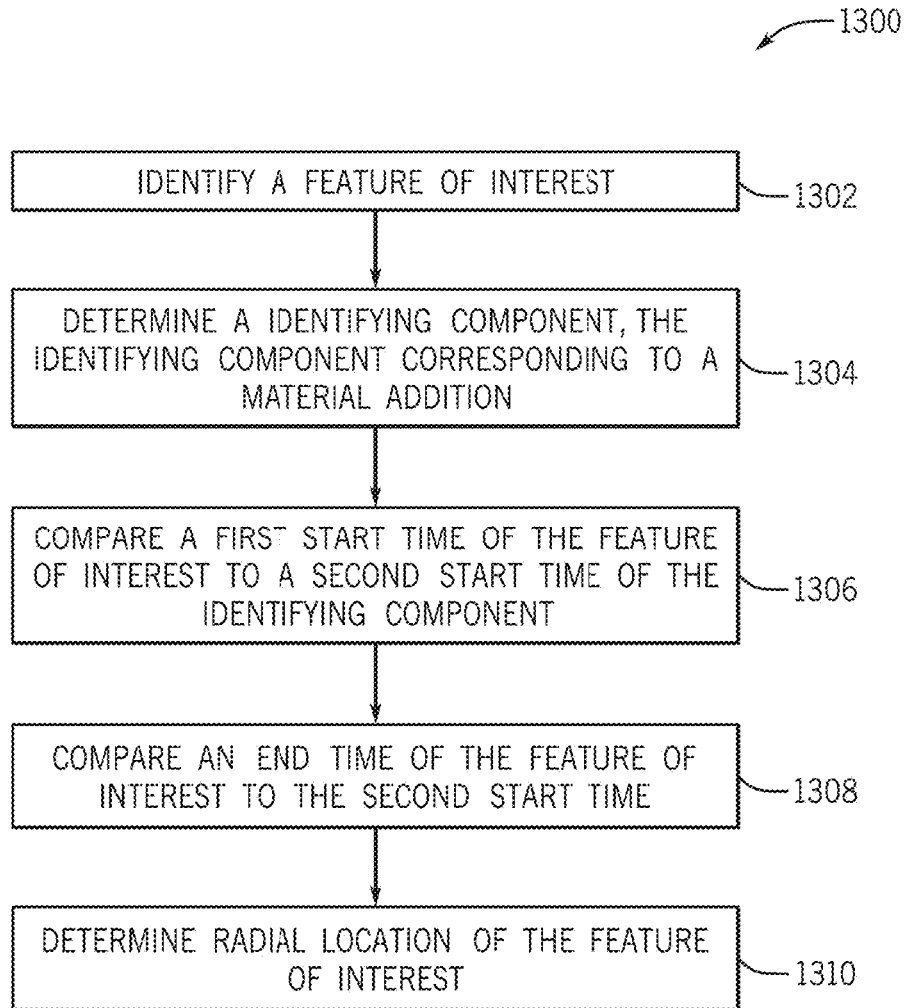 1300
IDENTIFY A FEATURE OF INTEREST
1302
DETERMINE A IDENTIFYING COMPONENT, THE
IDENTIFYING COMPONENT CORRESPONDING TO A
MATERIAL ADDITION
1304
COMPARE A FIRST START TIME OF THE FEATURE
OF INTEREST TO A SECOND START TIME OF THE
IDENTIFYING COMPONENT
1306
COMPARE AN END TIME OF THE FEATURE OF
INTEREST TO THE SECOND START TIME
1308
DETERMINE RADIAL LOCATION OF THE FEATURE
OF INTEREST
1310